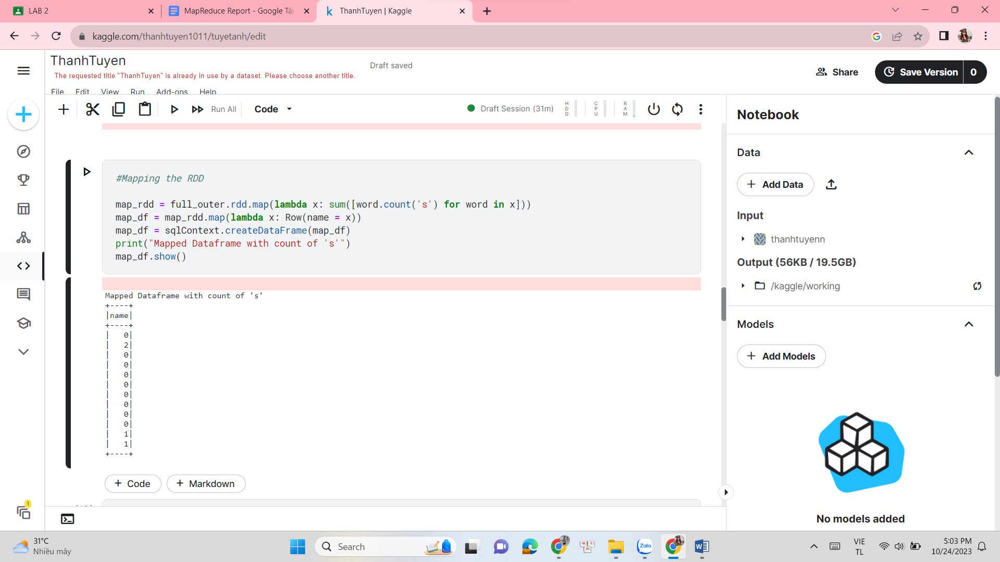 LAB 2
MapReduce Report - Google Tài
ThanhTuyen | Kaggle
kaggle.com/thanhtuyen1011/tuyetanh/edit
ThanhTuyen
The requested title "ThanhTuyen" is already in use by a dataset. Please choose another title.
Draft saved
Share
Save Version
0
File Edit View Run Add-ons Help
Run All
Code
Draft Session (31m)
HDD
CPU
RAM
#Mapping the RDD
map_rdd = full_outer.rdd.map(lambda x: sum([word.count('s') for word in x]))
map_df = map_rdd.map(lambda x: Row(name = x))
map_df = sqlContext.createDataFrame(map_df)
print("Mapped Dataframe with count of 's'")
map_df.show()
Mapped Dataframe with count of 's'
+----+
|name|
+----+
|   0|
|   2|
|   0|
|   0|
|   0|
|   0|
|   0|
|   0|
|   0|
|   0|
|   1|
|   1|
+----+
+ Code
+ Markdown
Notebook
Data
+ Add Data
Input
thanhtuyenn
Output (56KB / 19.5GB)
/kaggle/working
Models
+ Add Models
No models added
1
31°C
Nhiều mây
Search
Zalo
VIE
TL
5:03 PM
10/24/2023